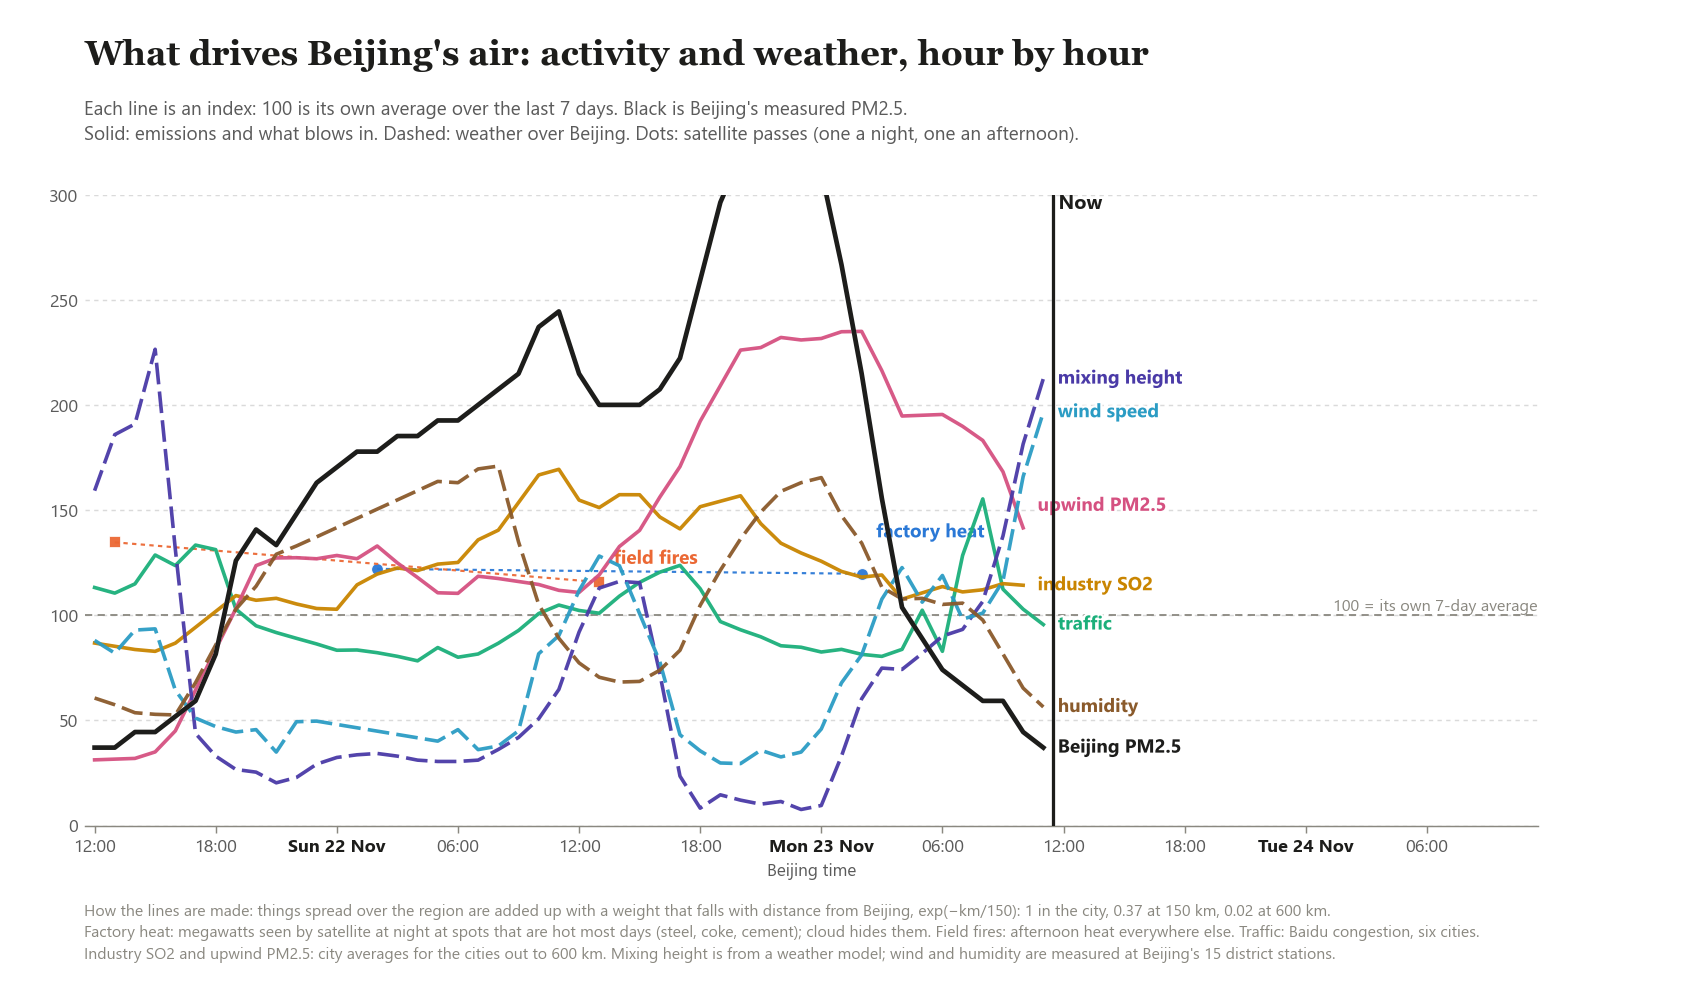 What drives Beijing's air: activity and weather, hour by hour
Each line is an index: 100 is its own average over the last 7 days. Black is Beijing's measured PM2.5.
Solid: emissions and what blows in. Dashed: weather over Beijing. Dots: satellite passes (one a night, one an afternoon).
300
250
200
150
100
50
0
Now
mixing height
wind speed
upwind PM2.5
factory heat
field fires
industry SO2
100 = its own 7-day average
traffic
humidity
Beijing PM2.5
12:00 18:00 Sun 22 Nov 06:00 12:00 18:00 Mon 23 Nov 06:00 12:00 18:00 Tue 24 Nov 06:00
Beijing time
How the lines are made: things spread over the region are added up with a weight that falls with distance from Beijing, exp(−km/150): 1 in the city, 0.37 at 150 km, 0.02 at 600 km.
Factory heat: megawatts seen by satellite at night at spots that are hot most days (steel, coke, cement); cloud hides them. Field fires: afternoon heat everywhere else. Traffic: Baidu congestion, six cities.
Industry SO2 and upwind PM2.5: city averages for the cities out to 600 km. Mixing height is from a weather model; wind and humidity are measured at Beijing's 15 district stations.